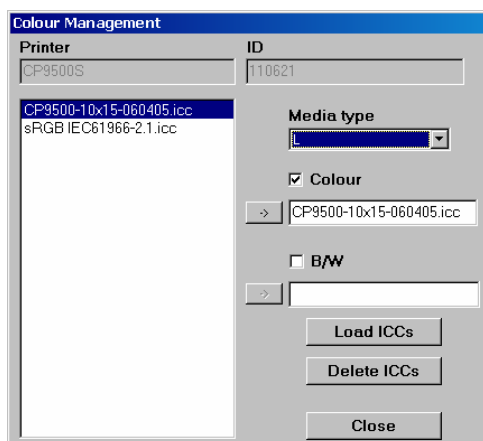 Colour Management
Printer
ID
CP9500S
110621
CP9500-10x15-060405.icc
sRGB IEC61966-2.1.icc
Media type
L
Colour
->
CP9500-10x15-060405.icc
B/W
->
Load ICCs
Delete ICCs
Close